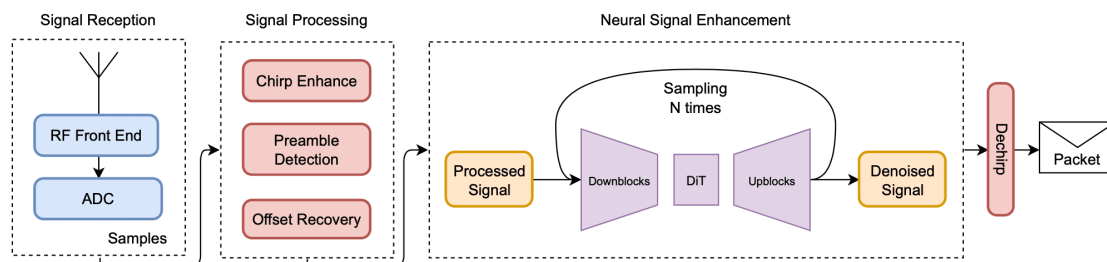 Signal Reception
RF Front End
ADC
Samples
Signal Processing
Chirp Enhance
Preamble
Detection
Offset Recovery
Neural Signal Enhancement
Sampling
N times
Processed
Signal
Downblocks
DiT
Upblocks
Denoised
Signal
Dechirp
Packet